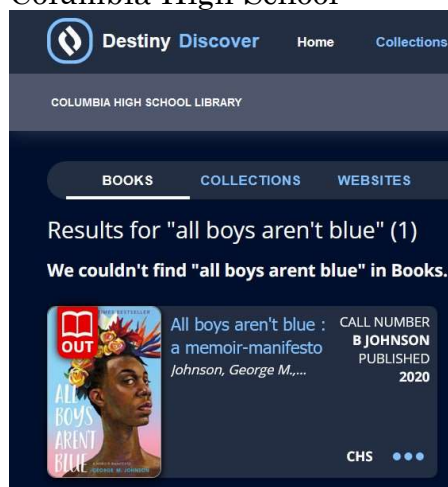 Columbia High School
Destiny Discover Home Collections
COLUMBIA HIGH SCHOOL LIBRARY
BOOKS COLLECTIONS WEBSITES
Results for "all boys aren't blue" (1)
We couldn't find "all boys arent blue" in Books.
OUT
BESTSELLER
ALL
BOYS
AREN'T
BLUE
GEORGE M. JOHNSON
All boys aren't blue :
a memoir-manifesto
Johnson, George M.,...
CALL NUMBER
B JOHNSON
PUBLISHED
2020
CHS